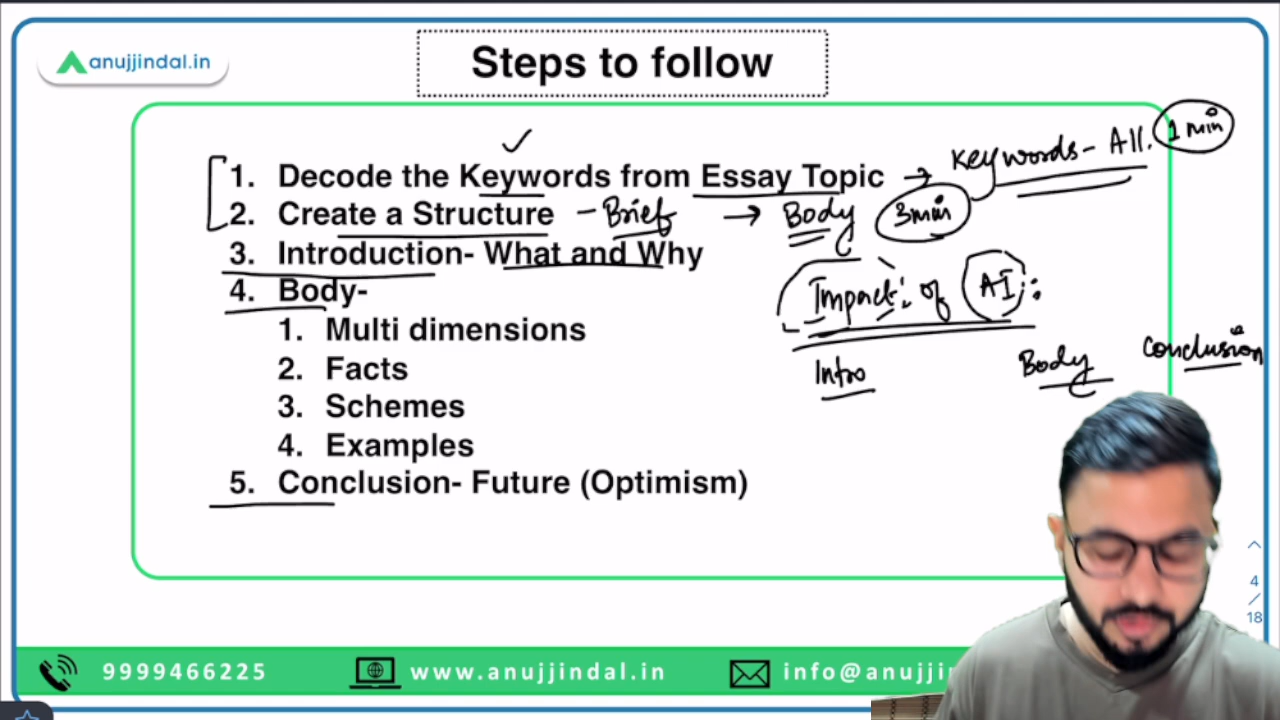 anujjindal.in
Steps to follow
1. Decode the Keywords from Essay Topic → Keywords - All. 1 min
2. Create a Structure - Brief → Body 3 min
3. Introduction- What and Why
4. Body-
Impact of AI :
1. Multi dimensions
2. Facts
Intro Body Conclusion
3. Schemes
4. Examples
5. Conclusion- Future (Optimism)
4
/
18
9999466225 www.anujjindal.in info@anujji